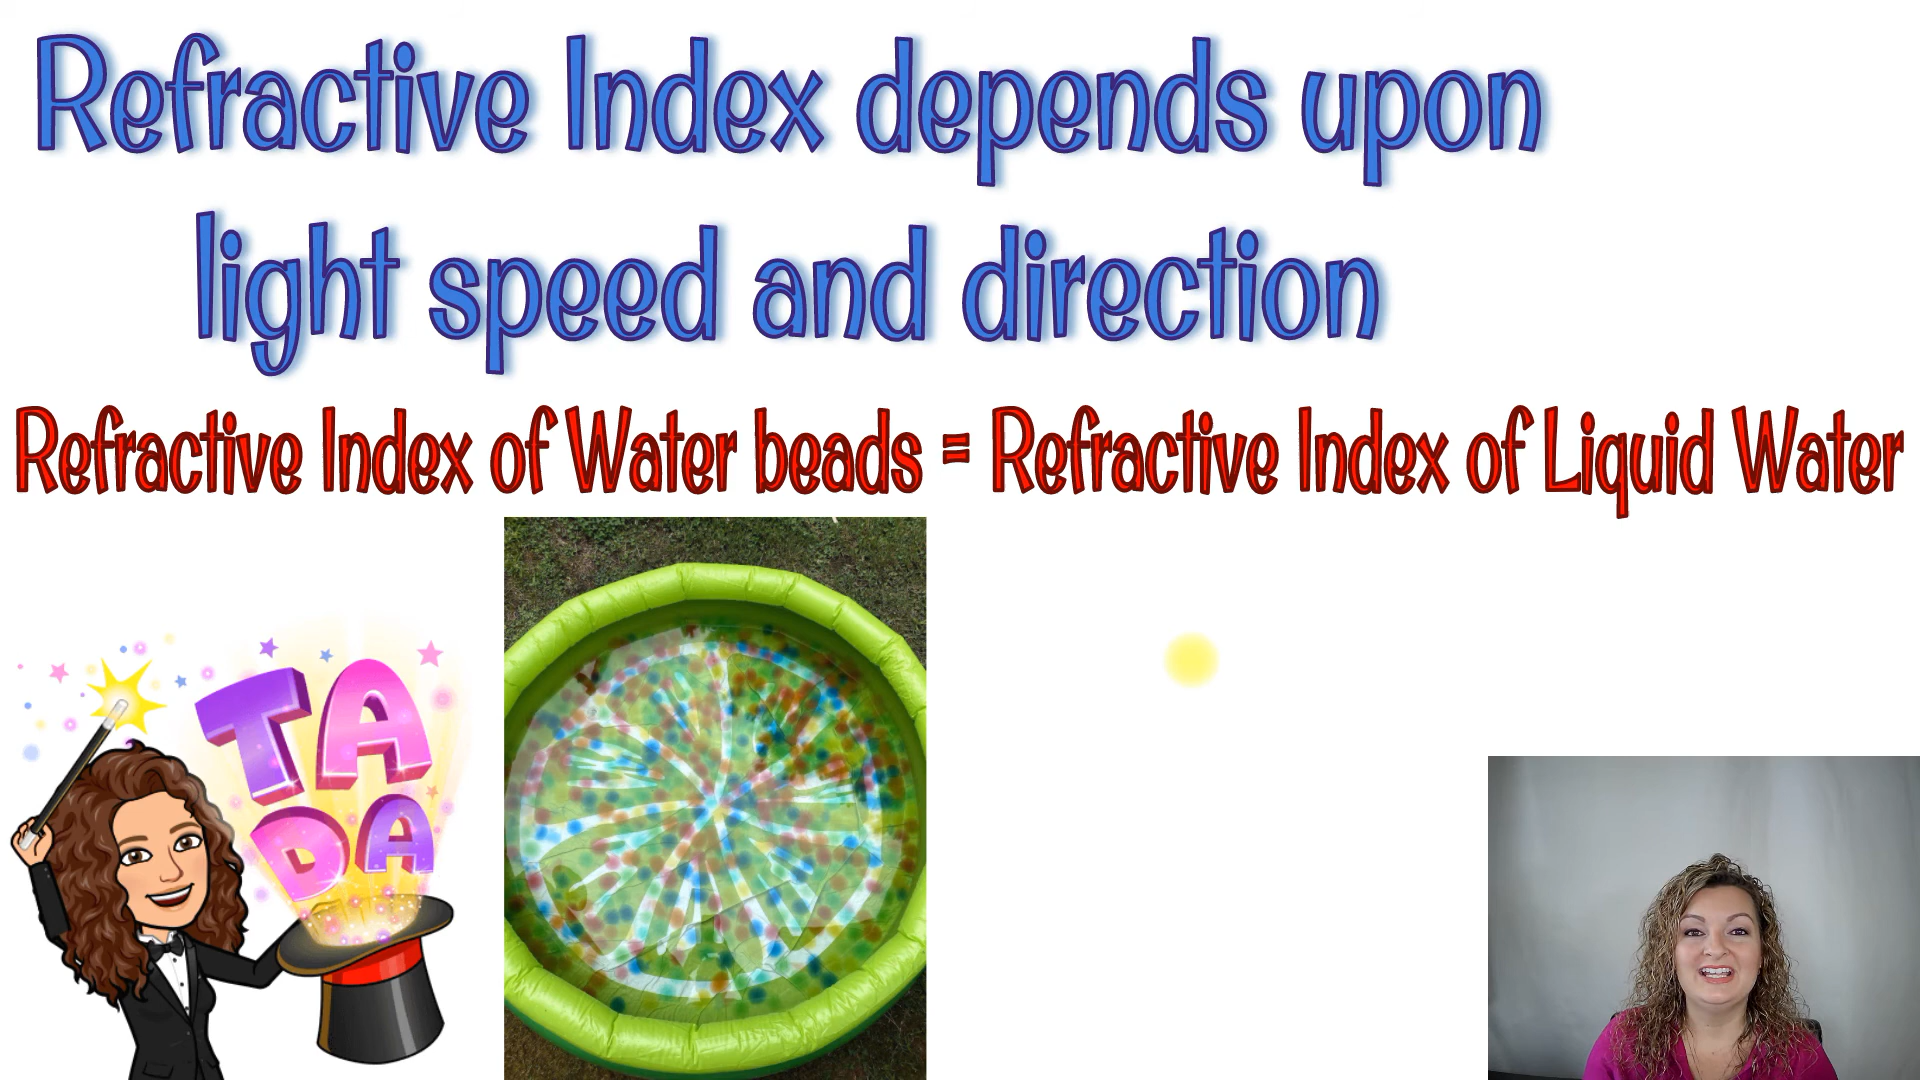 Refractive Index depends upon
light speed and direction
Refractive Index of Water beads = Refractive Index of Liquid Water
TA
DA